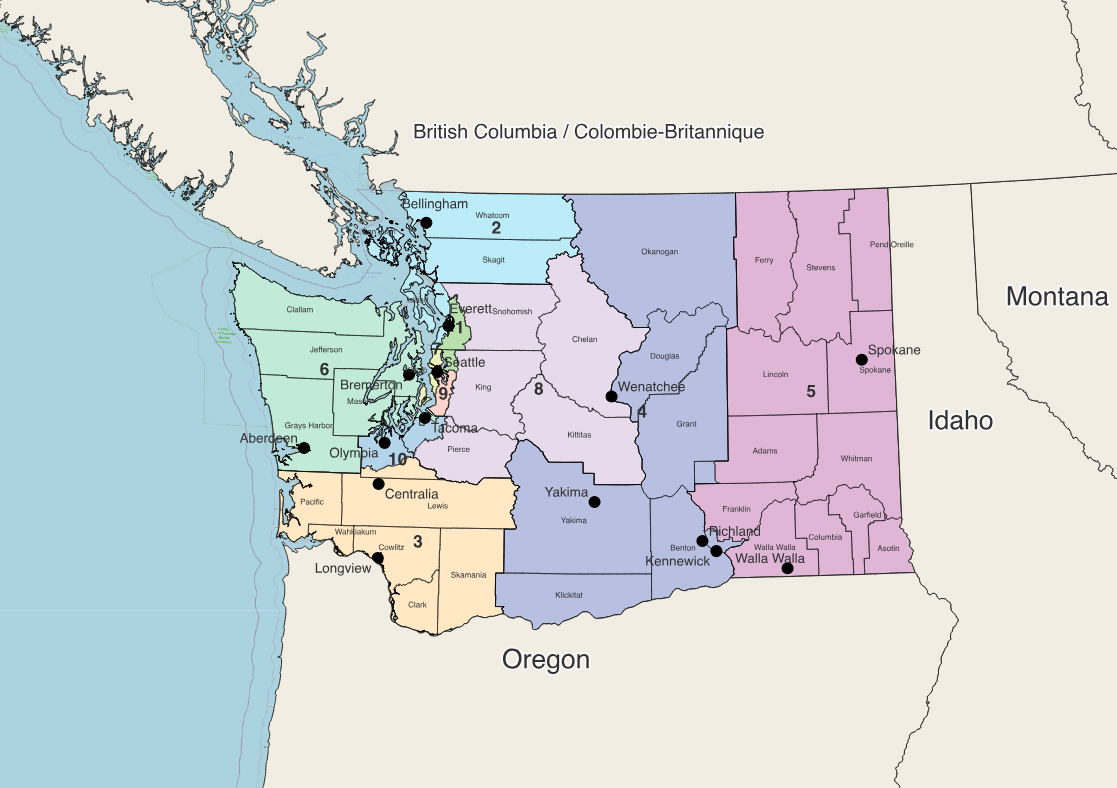 British Columbia / Colombie-Britannique
Bellingham
Whatcom
2
Skagit
Okanogan
Ferry
Stevens
Pend Oreille
Montana
Clallam
Everett
Snohomish
1
Chelan
Jefferson
6
7
Seattle
Douglas
Spokane
Spokane
Bremerton
9
King
8
Wenatchee
Lincoln
5
4
Idaho
Grays Harbor
Tacoma
Grant
Aberdeen
Kittitas
Olympia
10
Pierce
Adams
Whitman
Yakima
Centralia
Pacific
Lewis
Yakima
Franklin
Garfield
Wahkiakum
3
Richland
Columbia
Cowlitz
Benton
Walla Walla
Asotin
Longview
Kennewick
Walla Walla
Skamania
Clark
Klickitat
Oregon